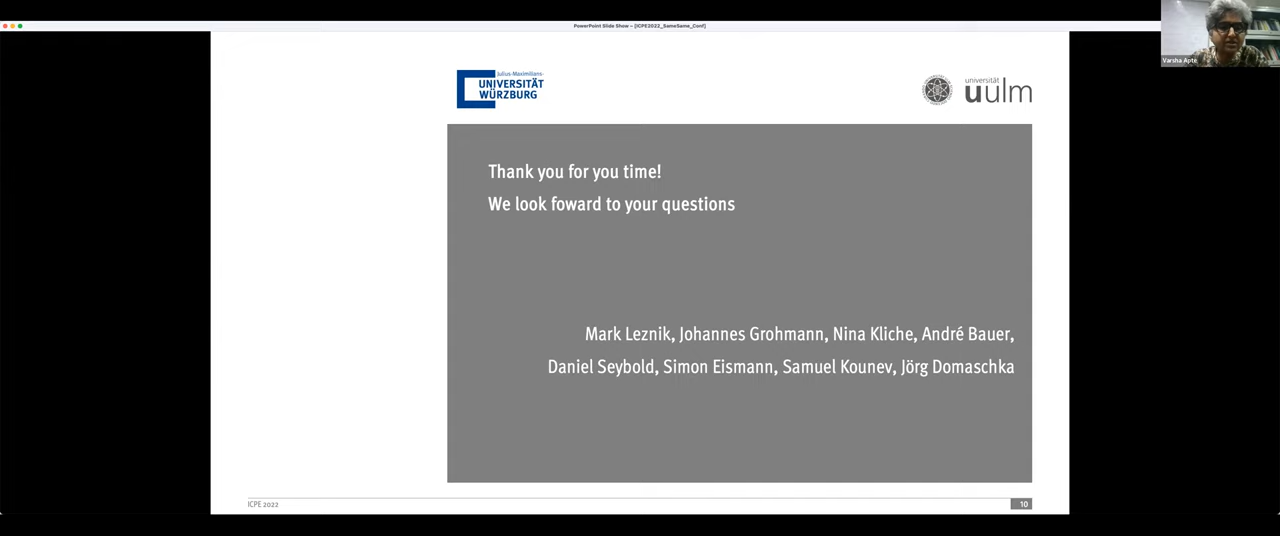 PowerPoint Slide Show – [ICPE2022_SameSame_Conf]
Varsha Apte
Julius-Maximilians-
UNIVERSITÄT
WÜRZBURG
universität
uulm
Thank you for you time!
We look foward to your questions
Mark Leznik, Johannes Grohmann, Nina Kliche, André Bauer,
Daniel Seybold, Simon Eismann, Samuel Kounev, Jörg Domaschka
ICPE 2022
10